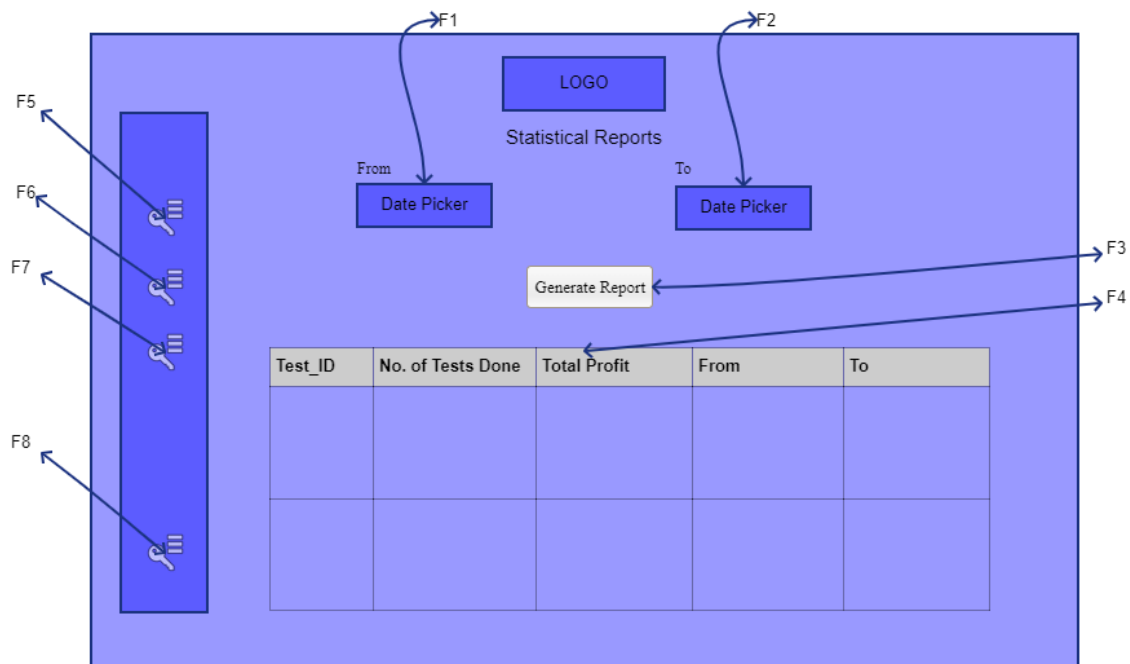 F1
F2
LOGO
F5
Statistical Reports
From
To
F6
Date Picker
Date Picker
F3
F7
Generate Report
F4
Test_ID
No. of Tests Done
Total Profit
From
To
F8